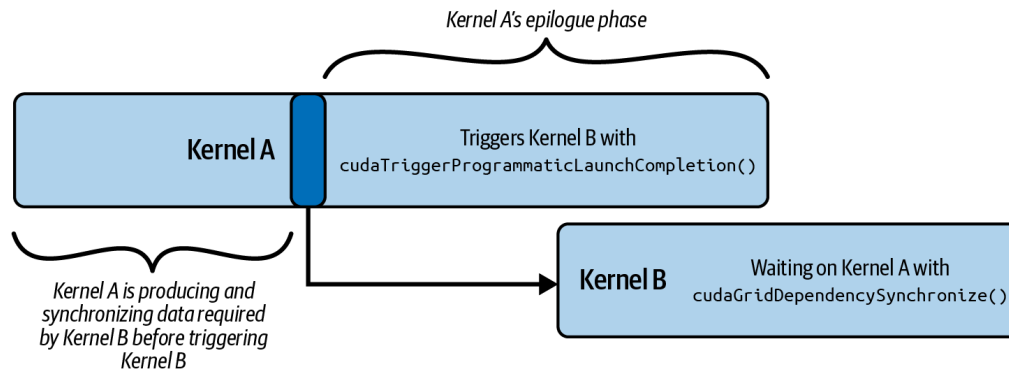 Kernel A's epilogue phase
Kernel A
Triggers Kernel B with
cudaTriggerProgrammaticLaunchCompletion()
Kernel B
Waiting on Kernel A with
cudaGridDependencySynchronize()
Kernel A is producing and
synchronizing data required
by Kernel B before triggering
Kernel B